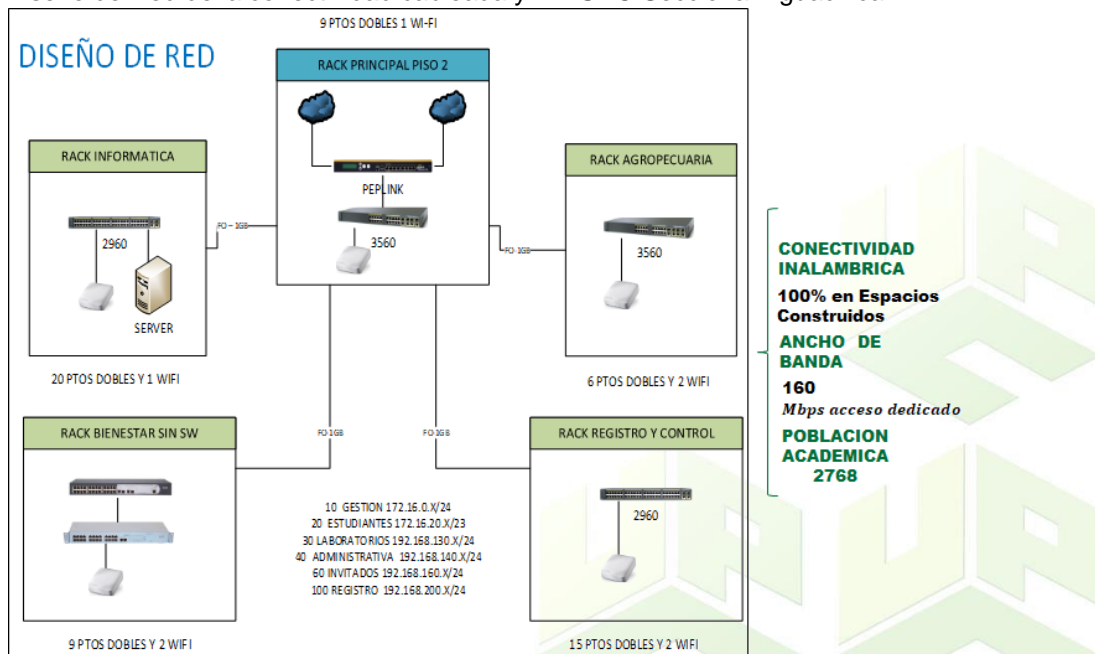 9 PTOS DOBLES 1 WI-FI
DISEÑO DE RED
RACK PRINCIPAL PISO 2
PEPLINK
3560
RACK INFORMATICA
2960
SERVER
20 PTOS DOBLES Y 1 WIFI
FO – 1GB
RACK AGROPECUARIA
3560
6 PTOS DOBLES Y 2 WIFI
FO-1GB
RACK BIENESTAR SIN SW
9 PTOS DOBLES Y 2 WIFI
FO-1GB
FO-1GB
RACK REGISTRO Y CONTROL
2960
15 PTOS DOBLES Y 2 WIFI
10 GESTION 172.16.0.X/24
20 ESTUDIANTES 172.16.20.X/23
30 LABORATORIOS 192.168.130.X/24
40 ADMINISTRATIVA 192.168.140.X/24
60 INVITADOS 192.168.160.X/24
100 REGISTRO 192.168.200.X/24
CONECTIVIDAD
INALAMBRICA
100% en Espacios
Construidos
ANCHO DE
BANDA
160
Mbps acceso dedicado
POBLACION
ACADEMICA
2768